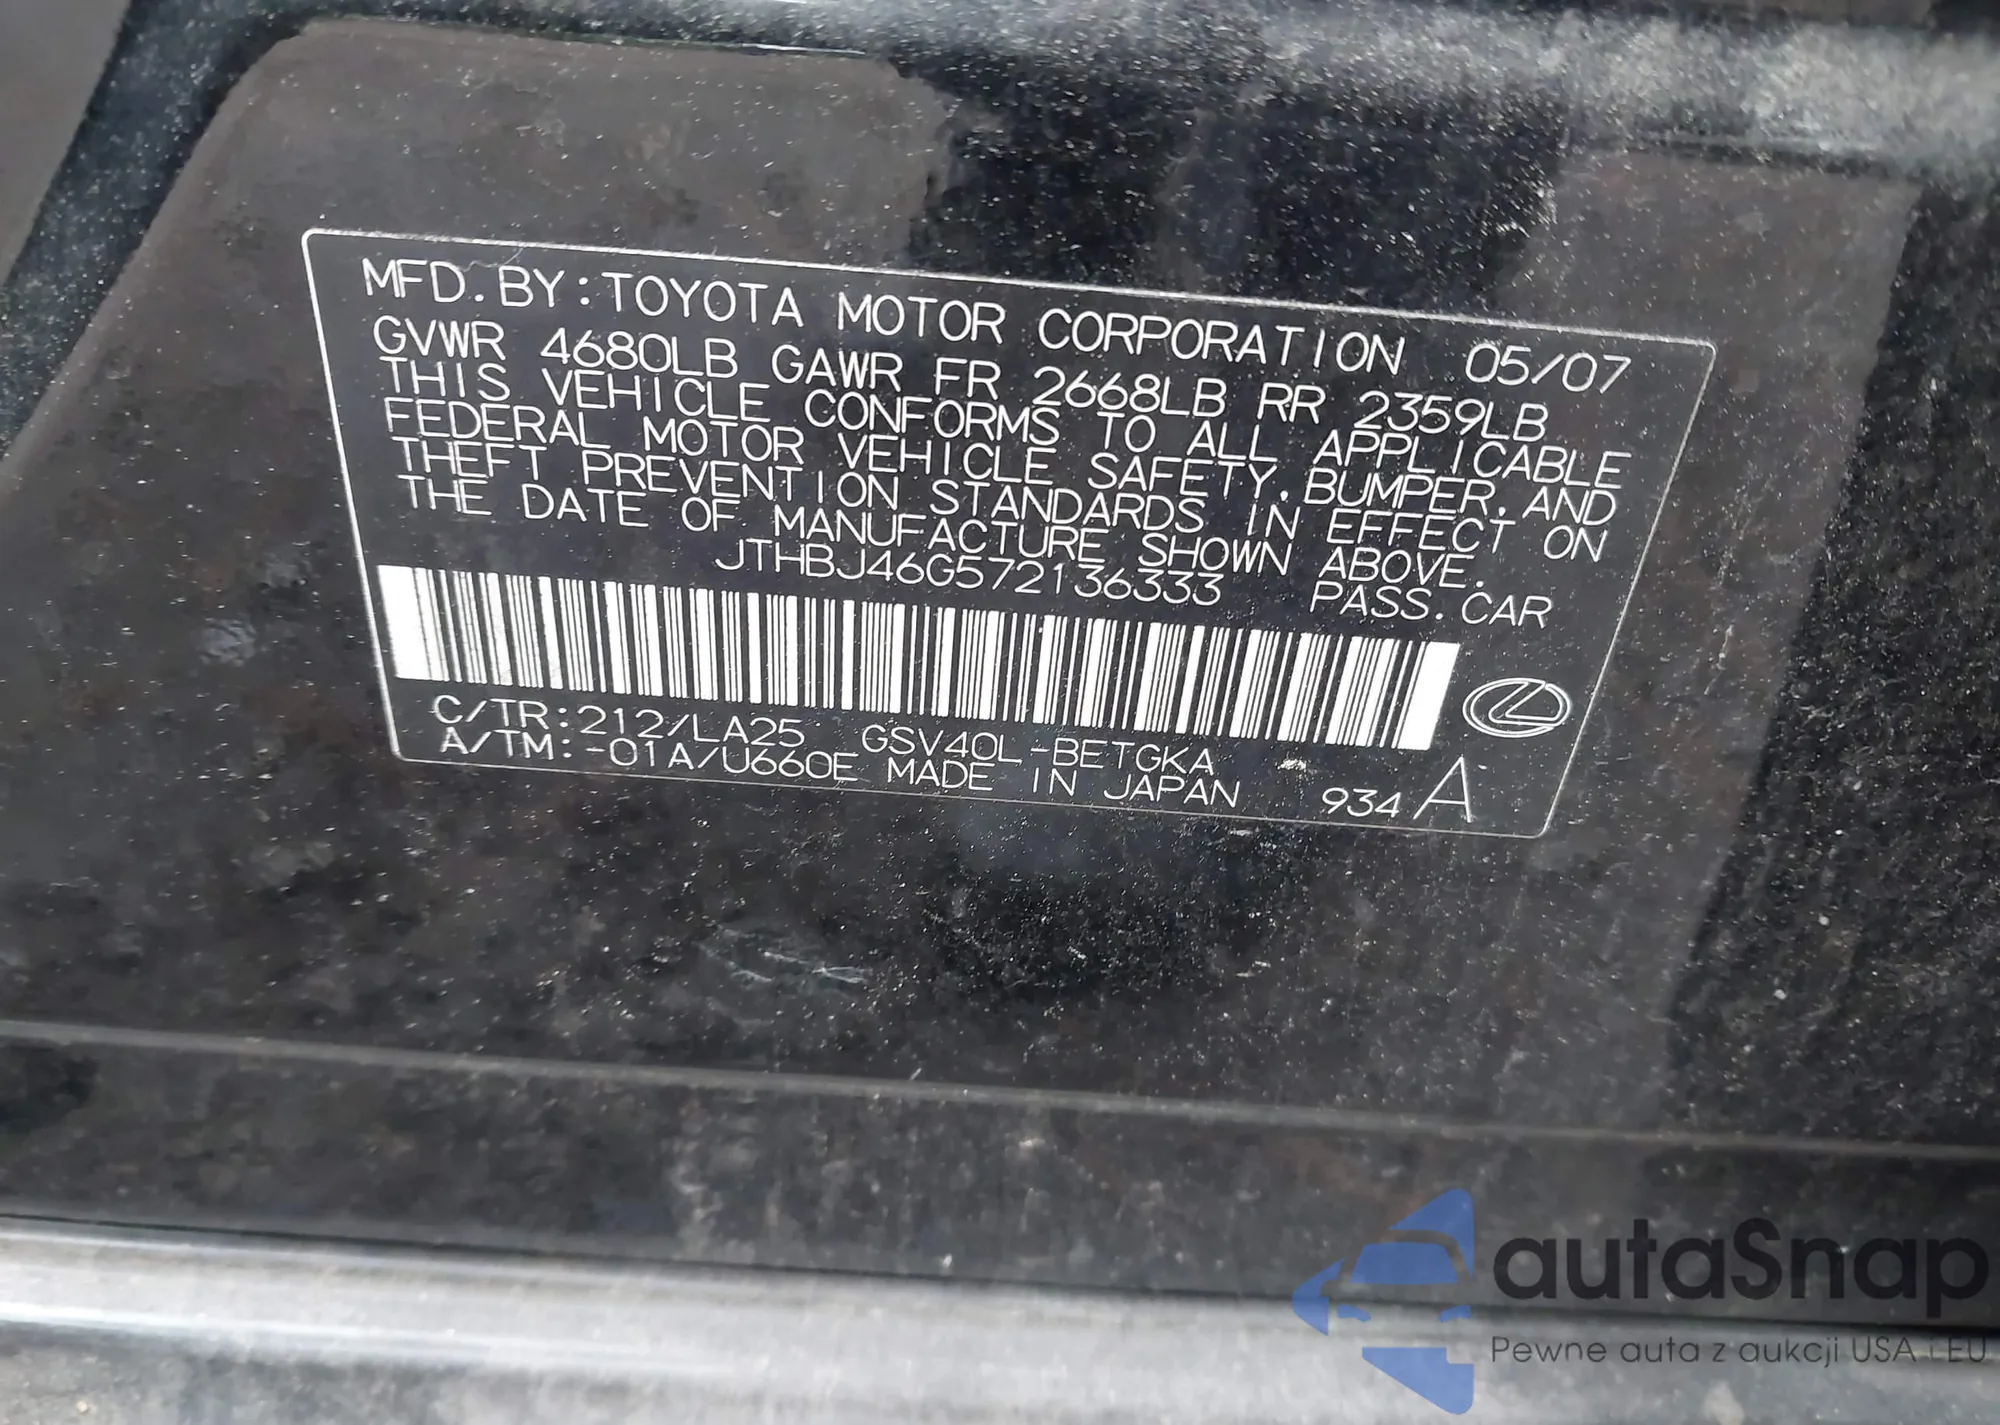 MFD. BY: TOYOTA MOTOR CORPORATION 05/07
GVWR 4680LB GAWR FR 2668LB RR 2359LB
THIS VEHICLE CONFORMS TO ALL APPLICABLE
FEDERAL MOTOR VEHICLE SAFETY, BUMPER, AND
THEFT PREVENTION STANDARDS IN EFFECT ON
THE DATE OF MANUFACTURE SHOWN ABOVE.
JTHBJ46G572136333 PASS. CAR
C/TR: 212/LA25 GSV40L-BETGKA
A/TM: -01A/U660E MADE IN JAPAN 934 A
autaSnap
Pewne auta z aukcji USA i EU